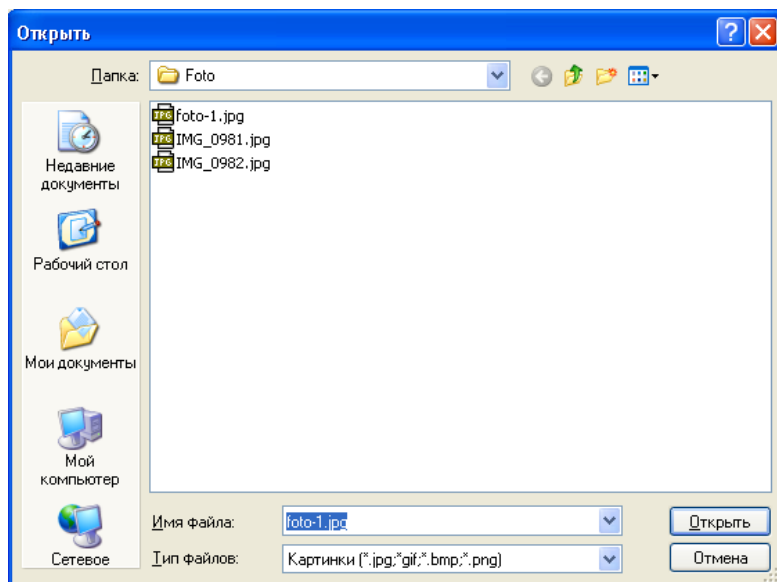 Открыть
Папка: Foto
foto-1.jpg
IMG_0981.jpg
IMG_0982.jpg
Недавние
документы
Рабочий стол
Мои документы
Мой
компьютер
Сетевое
Имя файла: foto-1.jpg Открыть
Тип файлов: Картинки (*.jpg;*gif;*.bmp;*.png) Отмена